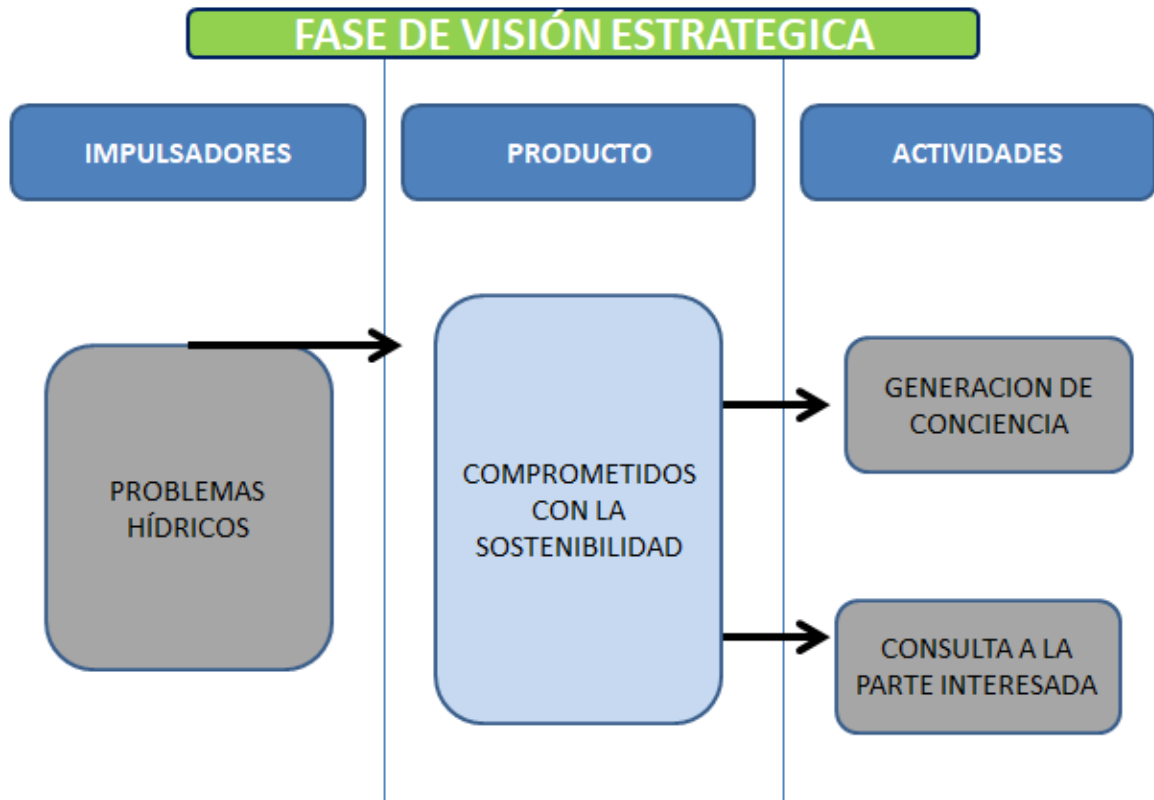 FASE DE VISIÓN ESTRATEGICA
IMPULSADORES
PRODUCTO
ACTIVIDADES
PROBLEMAS
HÍDRICOS
COMPROMETIDOS
CON LA
SOSTENIBILIDAD
GENERACION DE
CONCIENCIA
CONSULTA A LA
PARTE INTERESADA